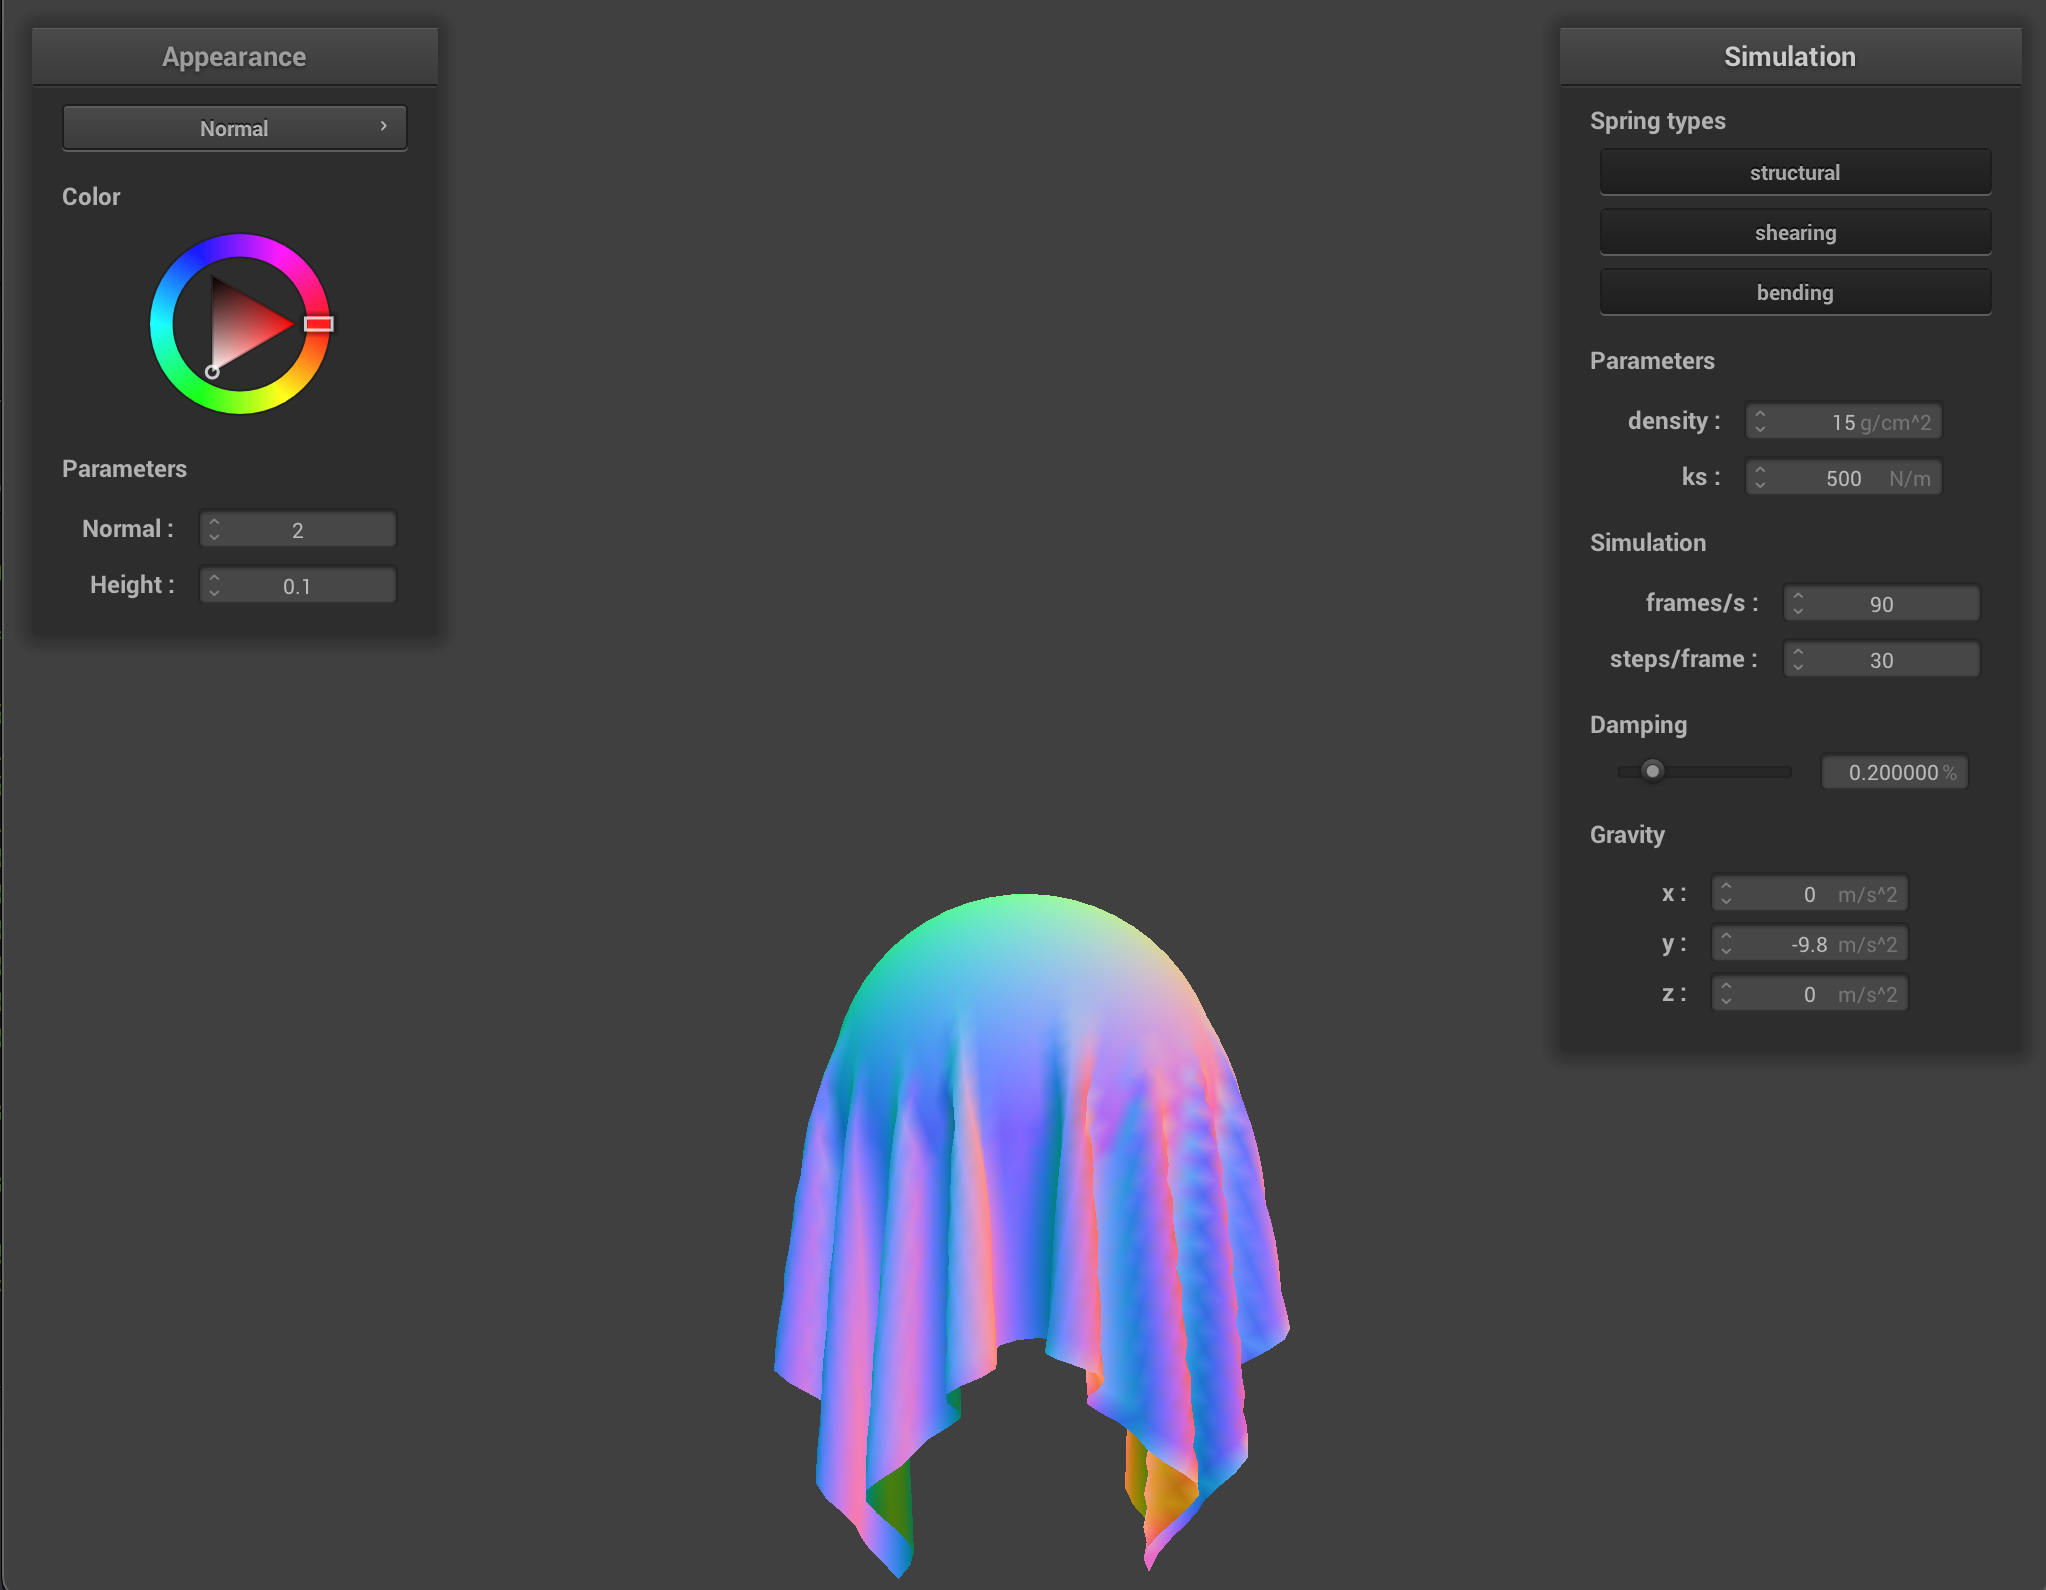 Appearance
Normal
Color
Parameters
Normal : 2
Height : 0.1
Simulation
Spring types
structural
shearing
bending
Parameters
density : 15 g/cm^2
ks : 500 N/m
Simulation
frames/s : 90
steps/frame : 30
Damping
0.200000 %
Gravity
x : 0 m/s^2
y : -9.8 m/s^2
z : 0 m/s^2